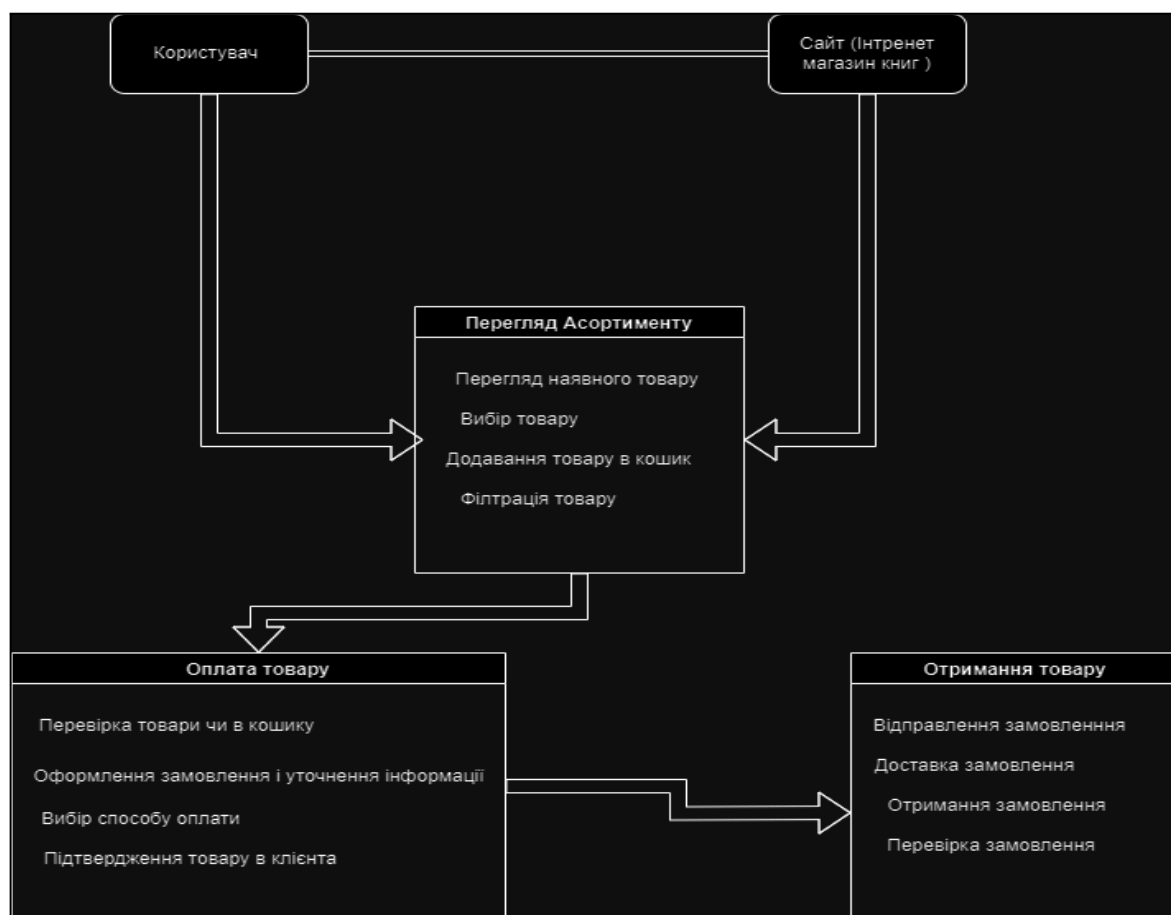 Користувач
Сайт (Інтренет
магазин книг )
Перегляд Асортименту
Перегляд наявного товару
Вибір товару
Додавання товару в кошик
Філтрація товару
Оплата товару
Перевірка товари чи в кошику
Оформлення замовлення і уточнення інформації
Вибір способу оплати
Підтвердження товару в клієнта
Отримання товару
Відправлення замовленння
Доставка замовлення
Отримання замовлення
Перевірка замовлення